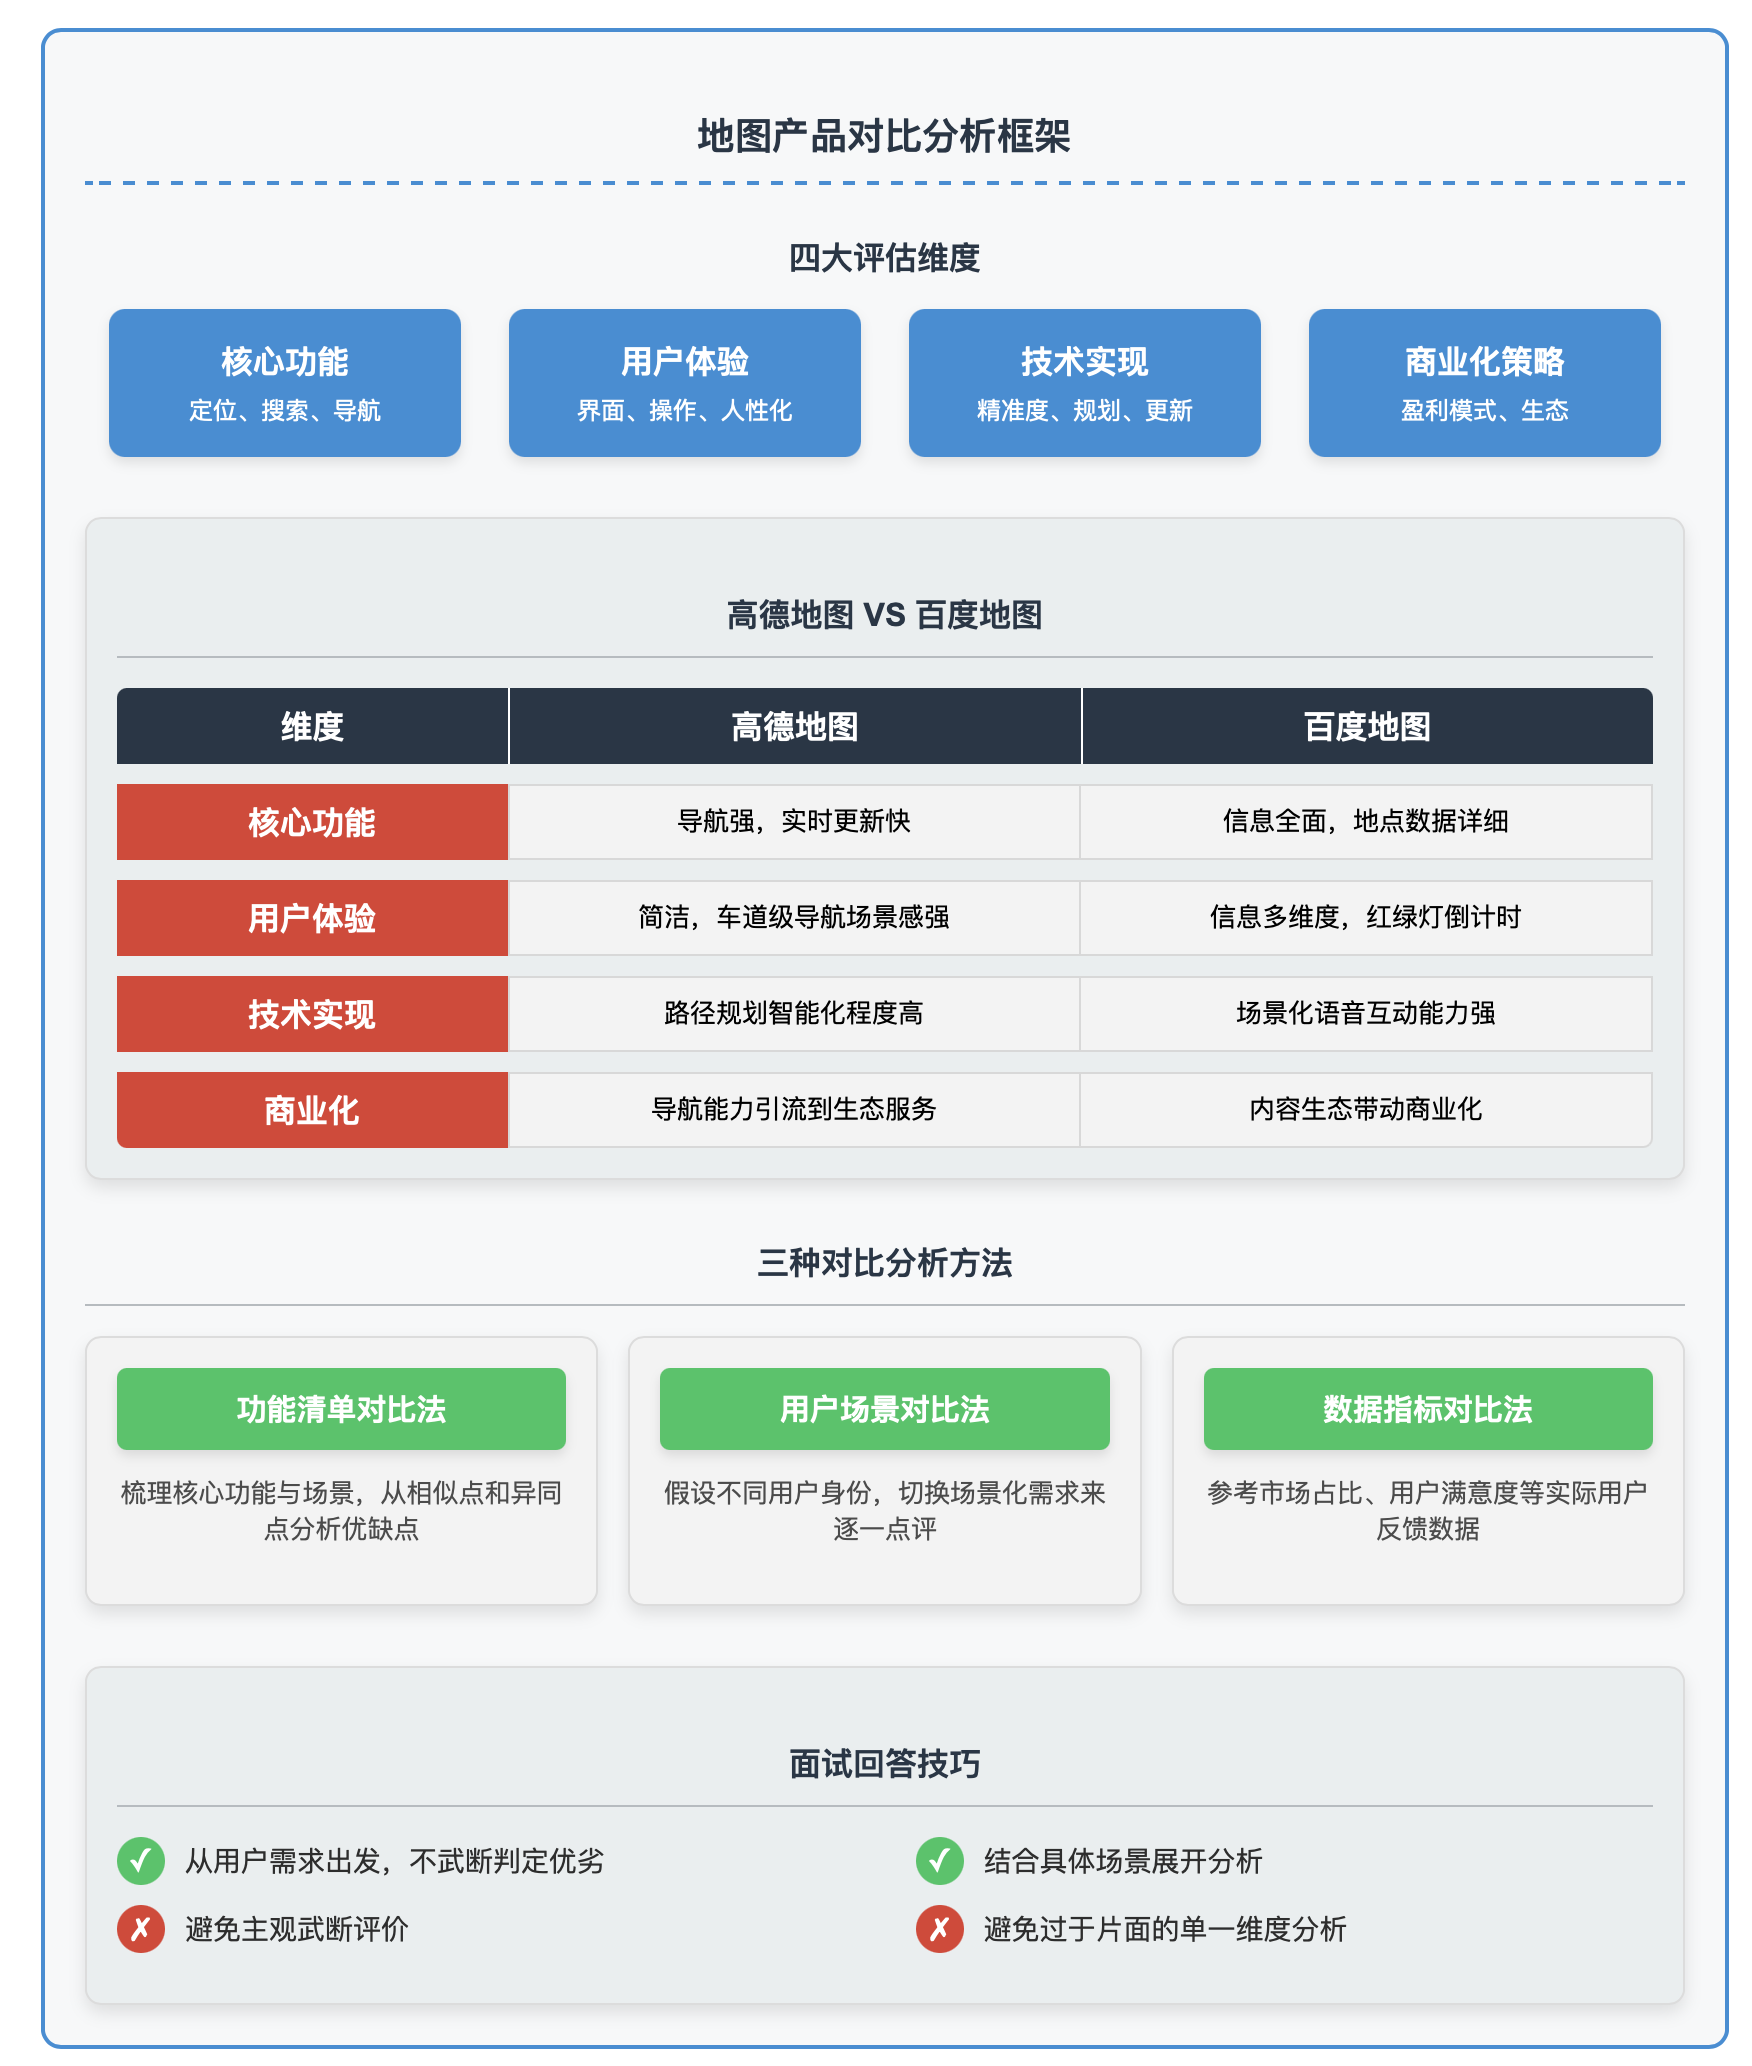 地图产品对比分析框架
四大评估维度
核心功能
定位、搜索、导航
用户体验
界面、操作、人性化
技术实现
精准度、规划、更新
商业化策略
盈利模式、生态
高德地图 VS 百度地图
维度
高德地图
百度地图
核心功能
导航强，实时更新快
信息全面，地点数据详细
用户体验
简洁，车道级导航场景感强
信息多维度，红绿灯倒计时
技术实现
路径规划智能化程度高
场景化语音互动能力强
商业化
导航能力引流到生态服务
内容生态带动商业化
三种对比分析方法
功能清单对比法
梳理核心功能与场景，从相似点和异同
点分析优缺点
用户场景对比法
假设不同用户身份，切换场景化需求来
逐一点评
数据指标对比法
参考市场占比、用户满意度等实际用户
反馈数据
面试回答技巧
✓ 从用户需求出发，不武断判定优劣
✓ 结合具体场景展开分析
✗ 避免主观武断评价
✗ 避免过于片面的单一维度分析